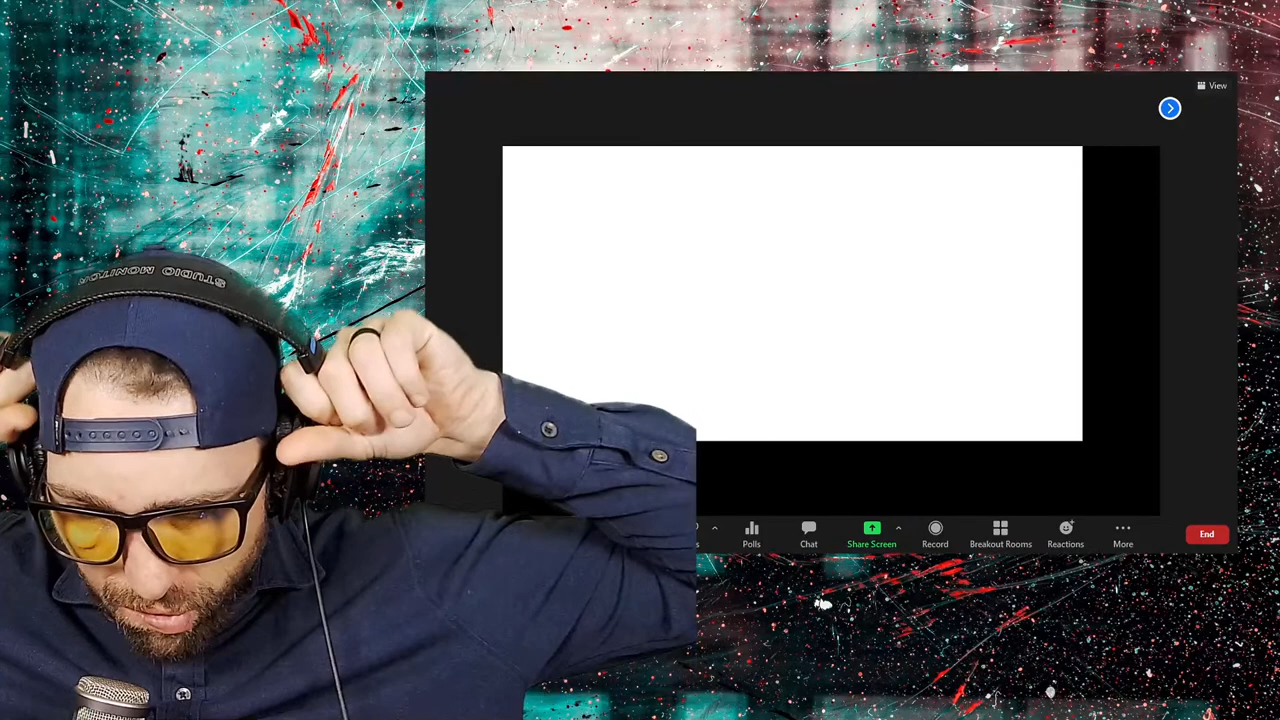 View
STUDIO MONITOR
Polls
Chat
Share Screen
Record
Breakout Rooms
Reactions
More
End